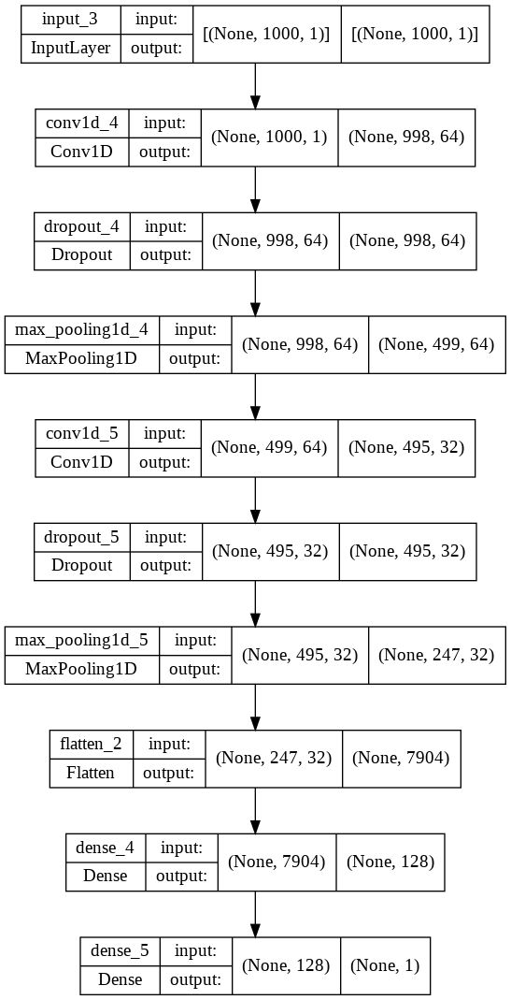 input_3 input: [(None, 1000, 1)] [(None, 1000, 1)]
InputLayer output:
conv1d_4 input: (None, 1000, 1) (None, 998, 64)
Conv1D output:
dropout_4 input: (None, 998, 64) (None, 998, 64)
Dropout output:
max_pooling1d_4 input: (None, 998, 64) (None, 499, 64)
MaxPooling1D output:
conv1d_5 input: (None, 499, 64) (None, 495, 32)
Conv1D output:
dropout_5 input: (None, 495, 32) (None, 495, 32)
Dropout output:
max_pooling1d_5 input: (None, 495, 32) (None, 247, 32)
MaxPooling1D output:
flatten_2 input: (None, 247, 32) (None, 7904)
Flatten output:
dense_4 input: (None, 7904) (None, 128)
Dense output:
dense_5 input: (None, 128) (None, 1)
Dense output: